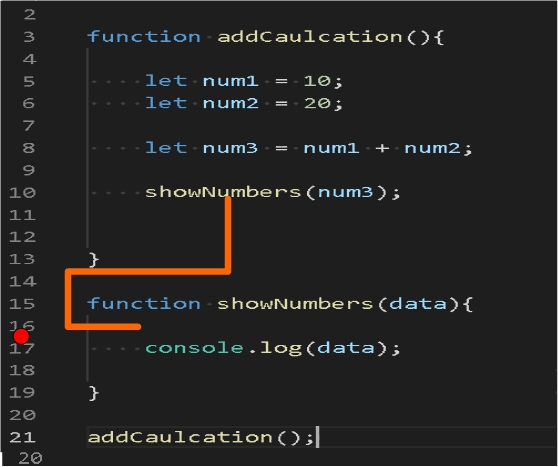 2
3 function addCaulcation(){
4
5 let num1 = 10;
6 let num2 = 20;
7
8 let num3 = num1 + num2;
9
10 showNumbers(num3);
11
12
13 }
14
15 function showNumbers(data){
16
17 console.log(data);
18
19 }
20
21 addCaulcation();
20